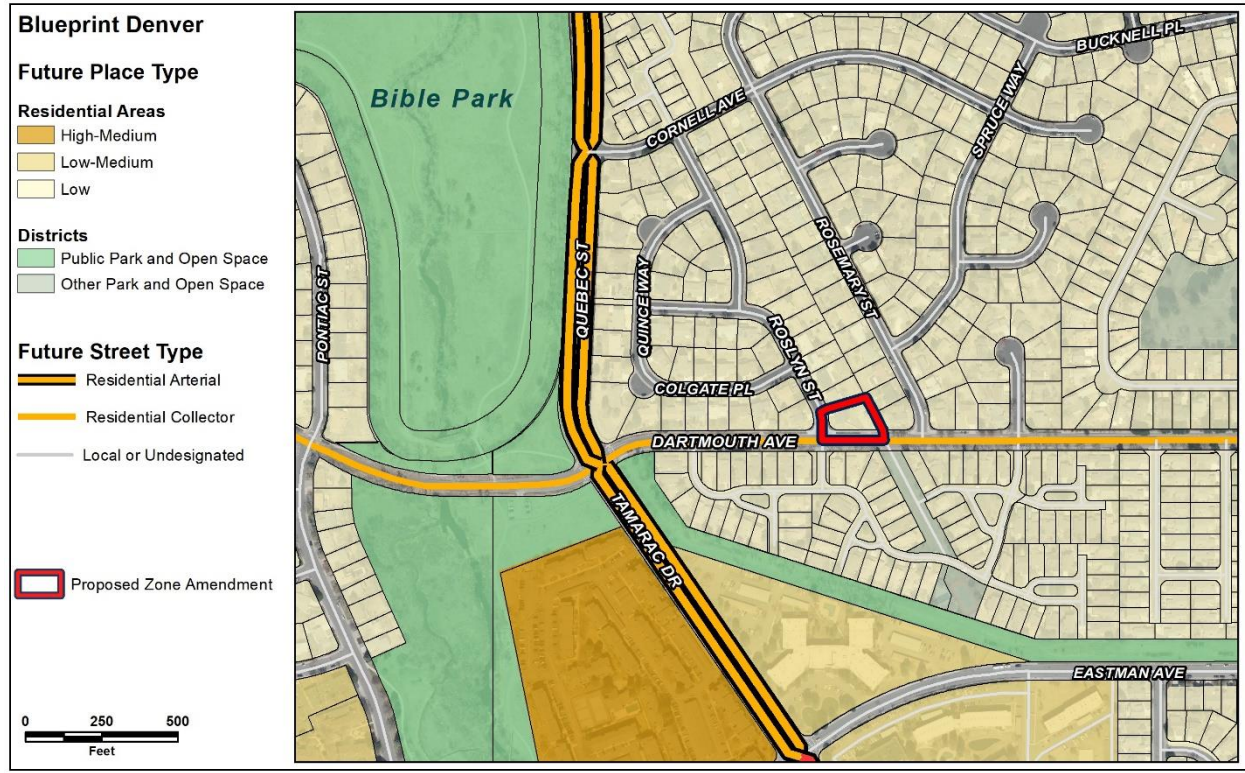 Blueprint Denver
Future Place Type
Residential Areas
High-Medium
Low-Medium
Low
Districts
Public Park and Open Space
Other Park and Open Space
Future Street Type
Residential Arterial
Residential Collector
Local or Undesignated
Proposed Zone Amendment
0 250 500
Feet
Bible Park
BUCKNELL PL
CORNELL AVE
SPRUCE WAY
PONTIAC ST
QUEBEC ST
QUINCE WAY
ROSEMARY ST
ROSLYN ST
COLGATE PL
DARTMOUTH AVE
TAMARAC DR
EASTMAN AVE